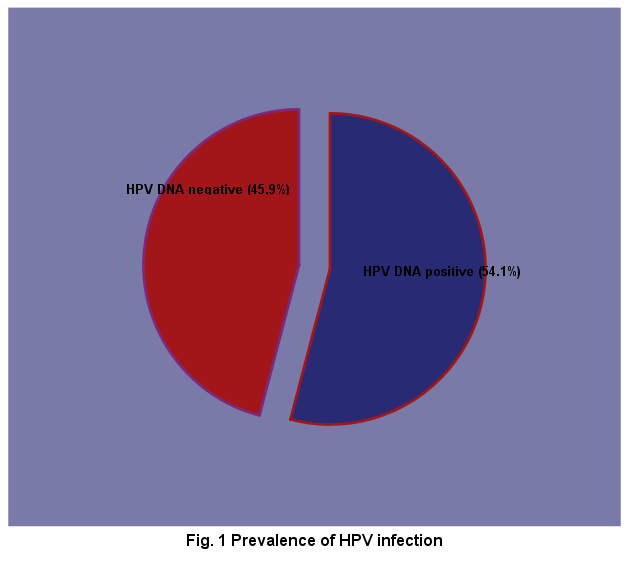 HPV DNA negative (45.9%)
HPV DNA positive (54.1%)
Fig. 1 Prevalence of HPV infection